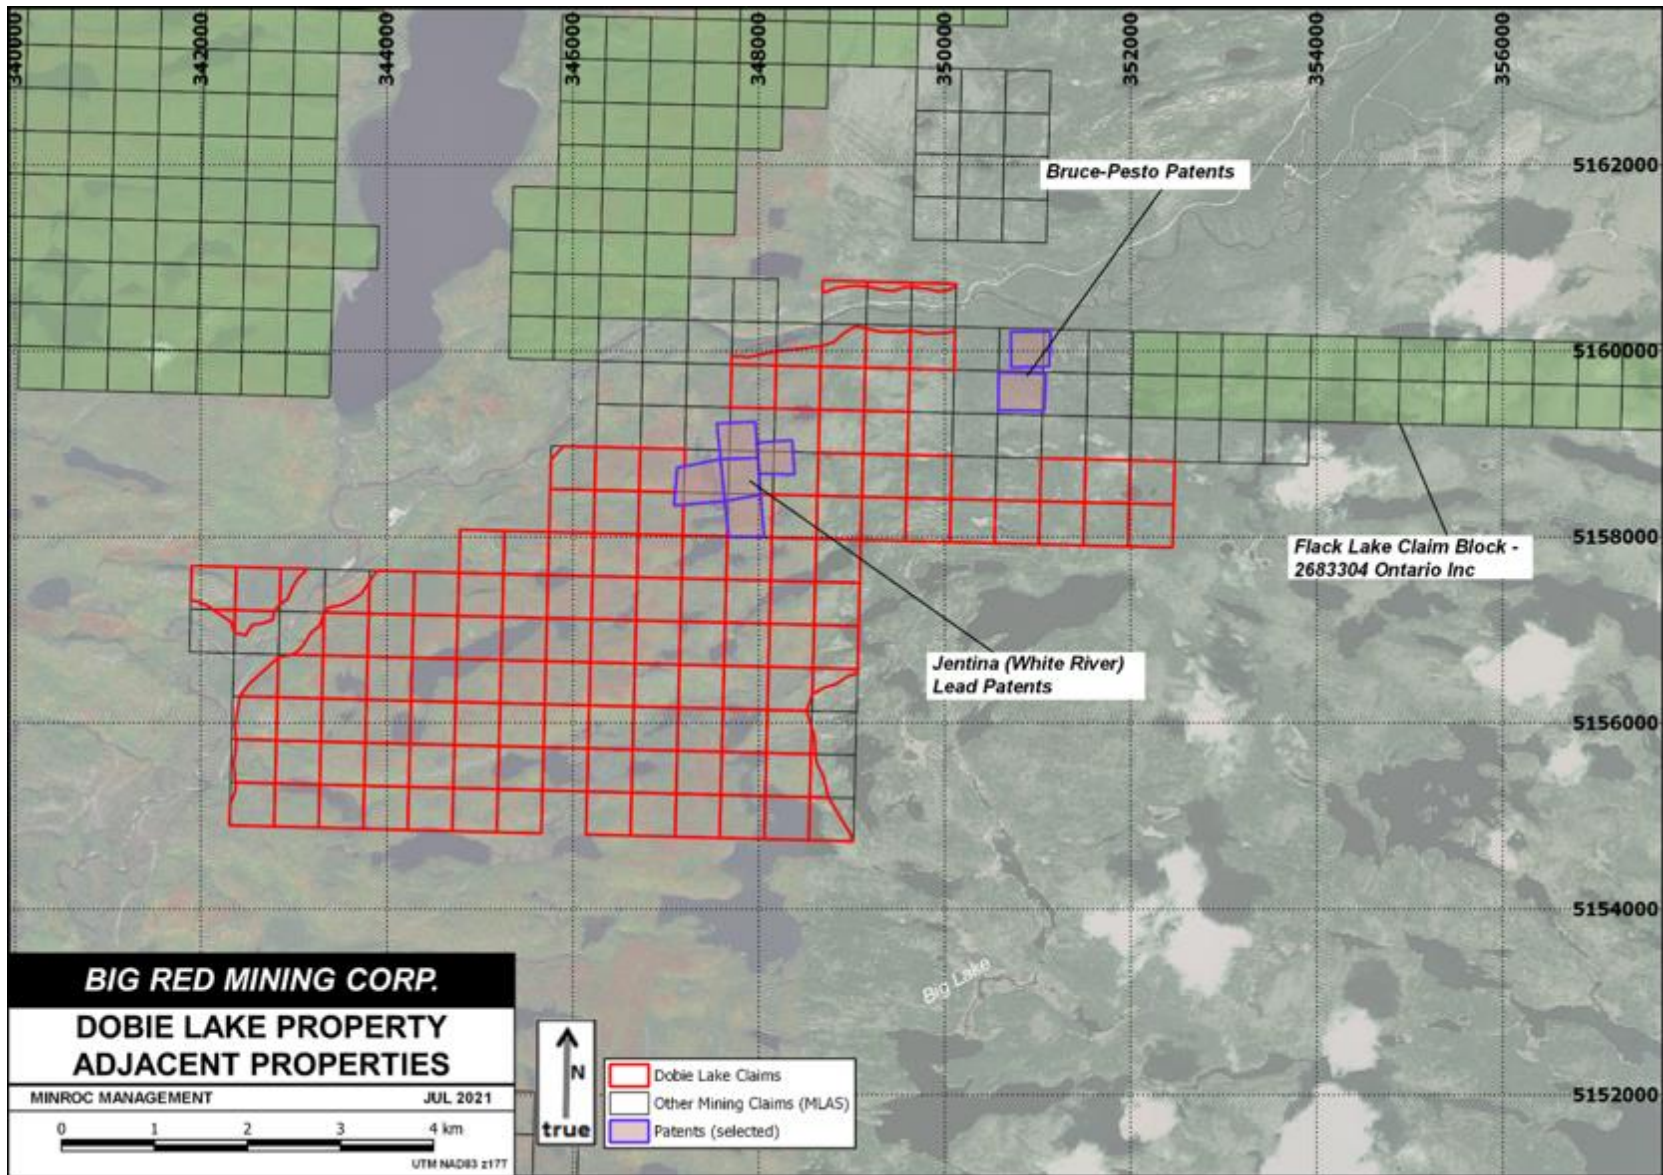 340000
342000
344000
346000
348000
350000
352000
354000
356000
5162000
Bruce-Pesto Patents
5160000
5158000
Flack Lake Claim Block -
2683304 Ontario Inc
Jentina (White River)
Lead Patents
5156000
5154000
Big Lake
BIG RED MINING CORP.
DOBIE LAKE PROPERTY
ADJACENT PROPERTIES
MINROC MANAGEMENT JUL 2021
0 1 2 3 4 km
UTM NAD83 z17T
N
true
Dobie Lake Claims
Other Mining Claims (MLAS)
Patents (selected)
5152000